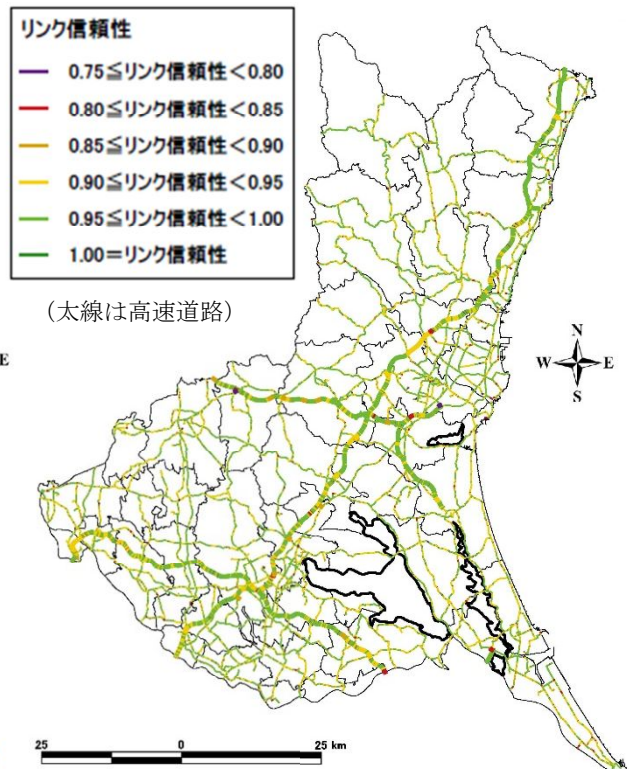 リンク信頼性
0.75≦リンク信頼性<0.80
0.80≦リンク信頼性<0.85
0.85≦リンク信頼性<0.90
0.90≦リンク信頼性<0.95
0.95≦リンク信頼性<1.00
1.00=リンク信頼性
(太線は高速道路)
E
N
W E
S
25 0 25 km